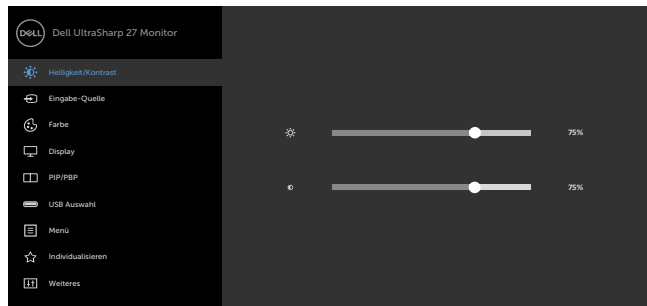 DELL
Dell UltraSharp 27 Monitor
Helligkeit/Kontrast
Eingabe-Quelle
Farbe
Display
PIP/PBP
USB Auswahl
Menü
Individualisieren
Weiteres
75%
75%